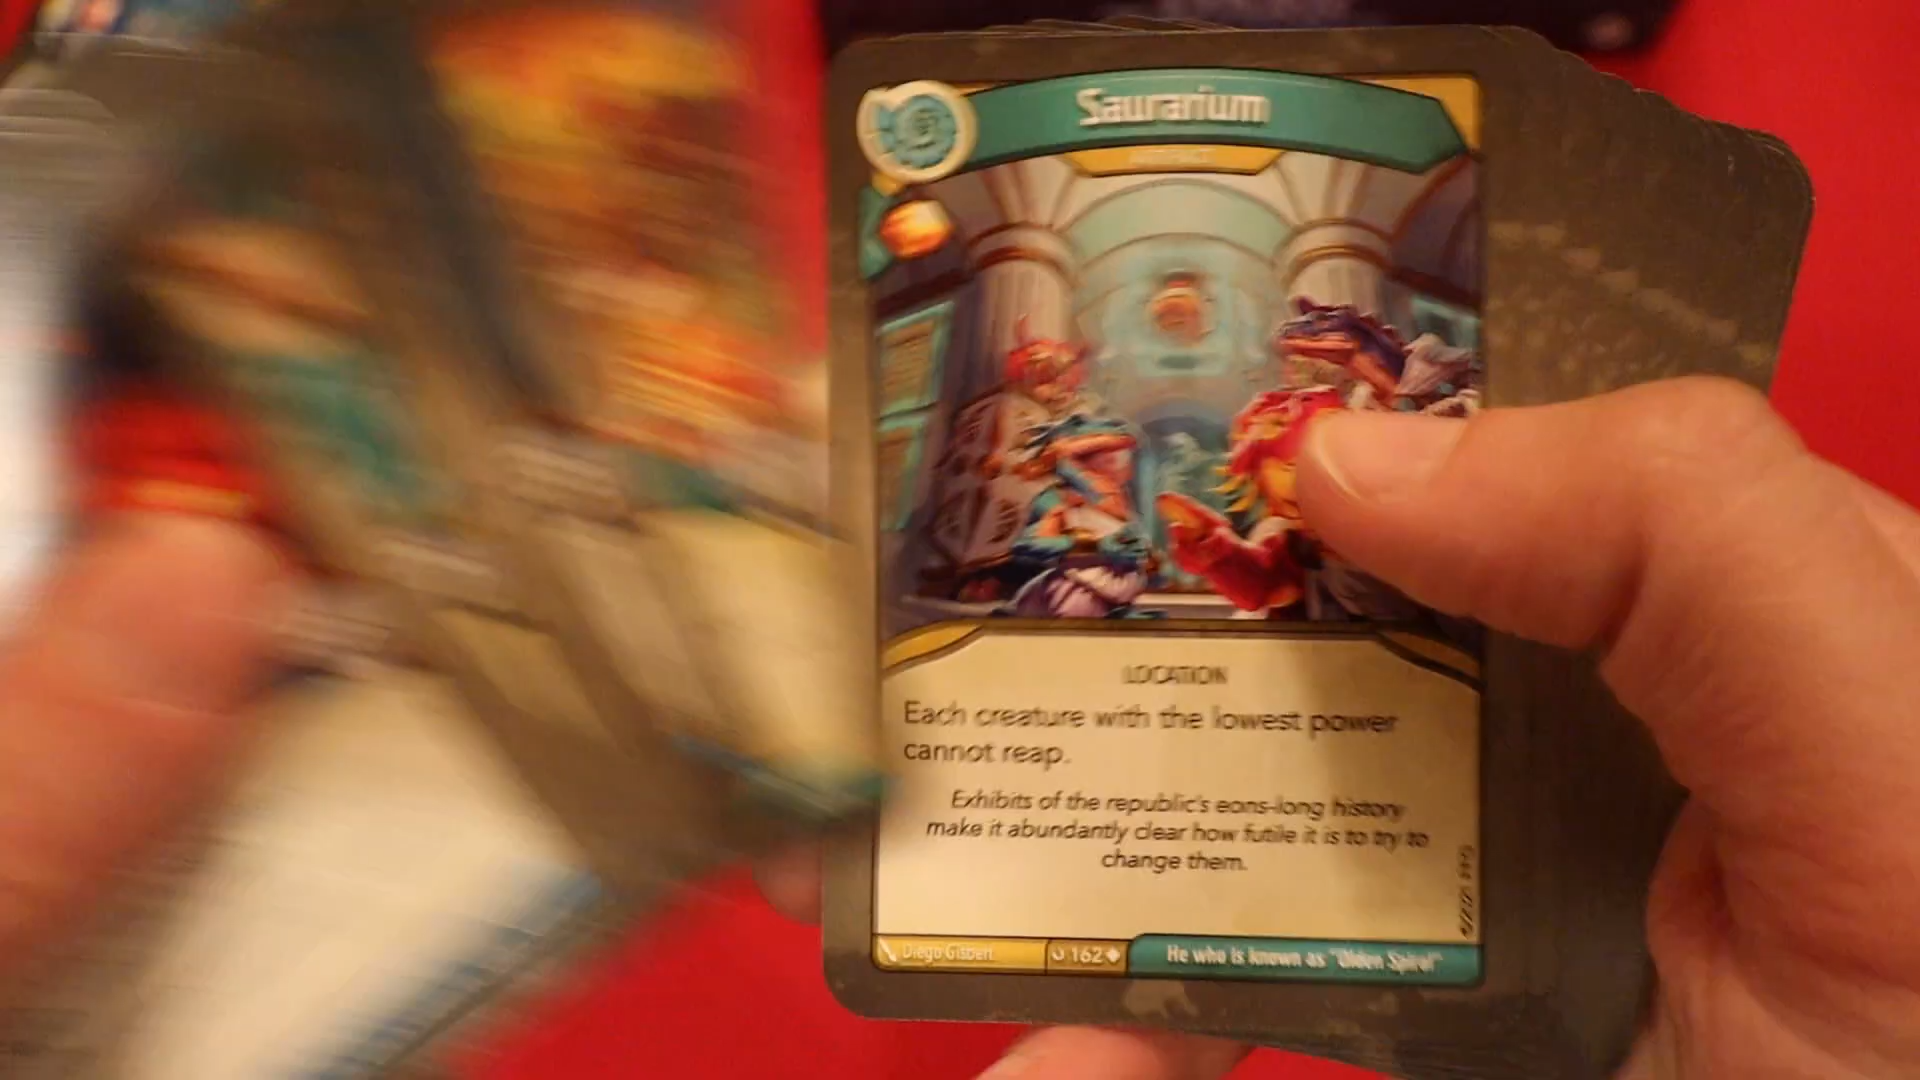 Saurarium
ARTIFACT
LOCATION
Each creature with the lowest power
cannot reap.
Exhibits of the republic's eons-long history
make it abundantly clear how futile it is to try to
change them.
Diego Gisbert
162
He who is known as "Olden Spiral"